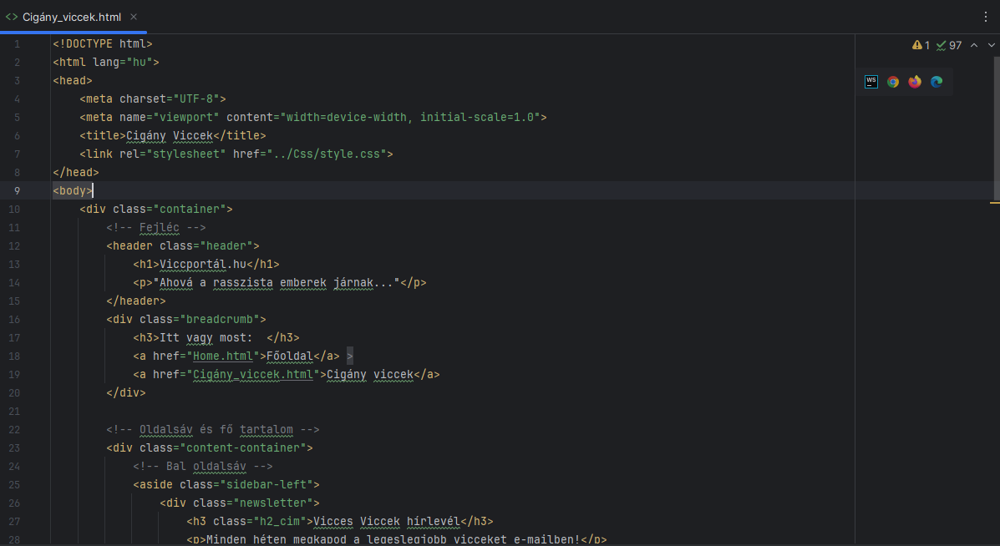 Cigány_viccek.html
1 97
1 <!DOCTYPE html>
2 <html lang="hu">
3 <head>
4 <meta charset="UTF-8">
5 <meta name="viewport" content="width=device-width, initial-scale=1.0">
6 <title>Cigány Viccek</title>
7 <link rel="stylesheet" href="../Css/style.css">
8 </head>
9 <body>
10 <div class="container">
11 <!-- Fejléc -->
12 <header class="header">
13 <h1>Viccportál.hu</h1>
14 <p>"Ahová a rasszista emberek járnak..."</p>
15 </header>
16 <div class="breadcrumb">
17 <h3>Itt vagy most:  </h3>
18 <a href="Home.html">Főoldal</a> >
19 <a href="Cigány_viccek.html">Cigány viccek</a>
20 </div>
21
22 <!-- Oldalsáv és fő tartalom -->
23 <div class="content-container">
24 <!-- Bal oldalsáv -->
25 <aside class="sidebar-left">
26 <div class="newsletter">
27 <h3 class="h2_cim">Vicces Viccek hírlevél</h3>
28 <p>Minden héten megkapod a legeslegjobb vicceket e-mailben!</p>
WS